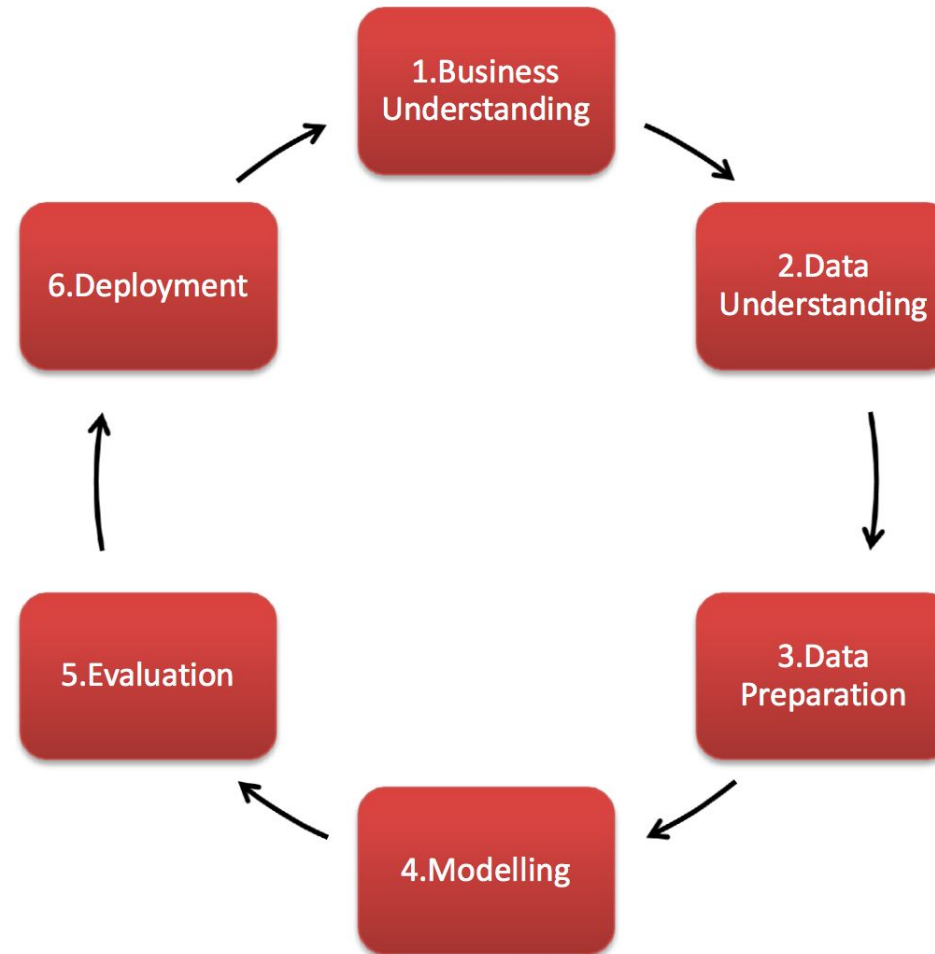 1.Business
Understanding
2.Data
Understanding
3.Data
Preparation
4.Modelling
5.Evaluation
6.Deployment